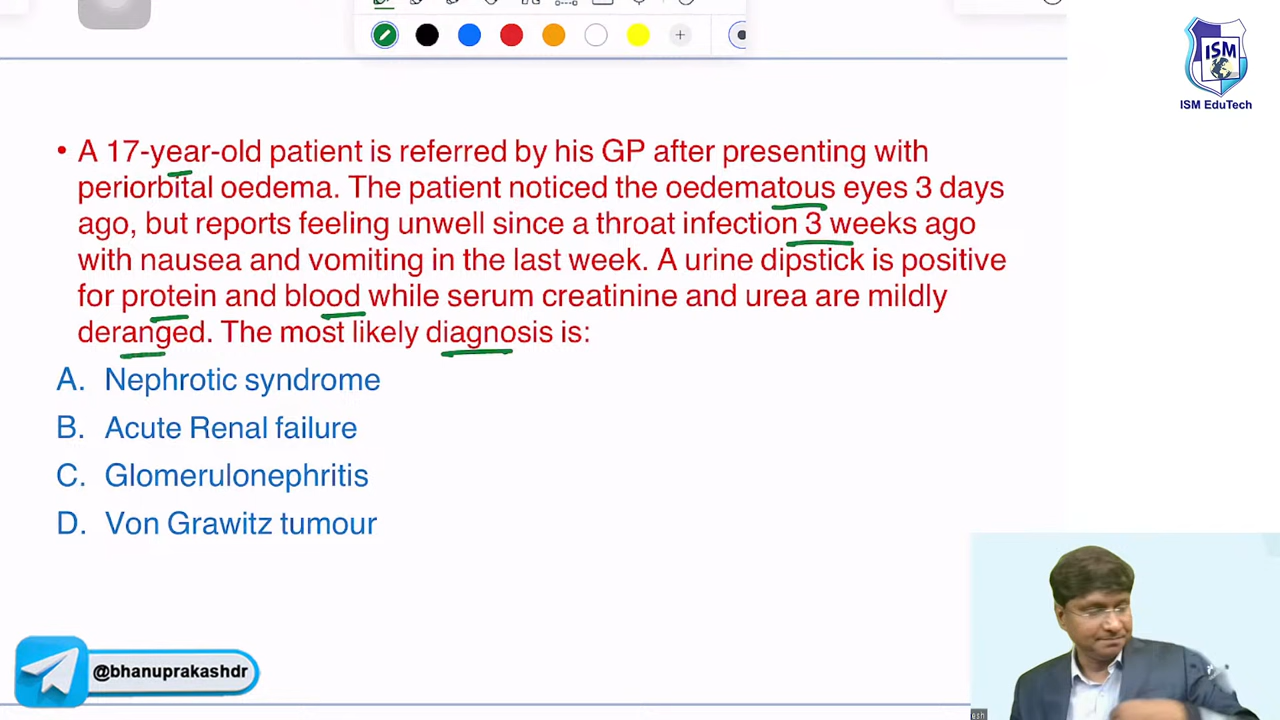 ISM
ISM EduTech
• A 17-year-old patient is referred by his GP after presenting with
periorbital oedema. The patient noticed the oedematous eyes 3 days
ago, but reports feeling unwell since a throat infection 3 weeks ago
with nausea and vomiting in the last week. A urine dipstick is positive
for protein and blood while serum creatinine and urea are mildly
deranged. The most likely diagnosis is:
A. Nephrotic syndrome
B. Acute Renal failure
C. Glomerulonephritis
D. Von Grawitz tumour
@bhanuprakashdr